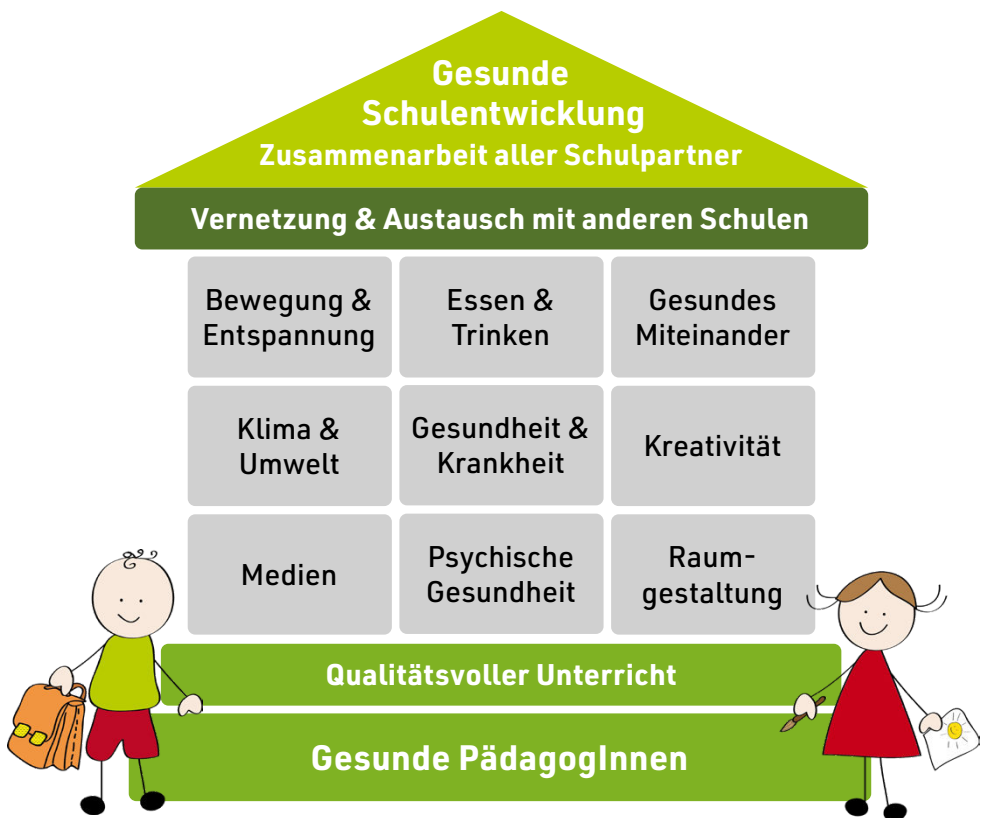 Gesunde
Schulentwicklung
Zusammenarbeit aller Schulpartner
Vernetzung & Austausch mit anderen Schulen
Bewegung &
Entspannung
Essen &
Trinken
Gesundes
Miteinander
Klima &
Umwelt
Gesundheit &
Krankheit
Kreativität
Medien
Psychische
Gesundheit
Raum-
gestaltung
Qualitätsvoller Unterricht
Gesunde PädagogInnen